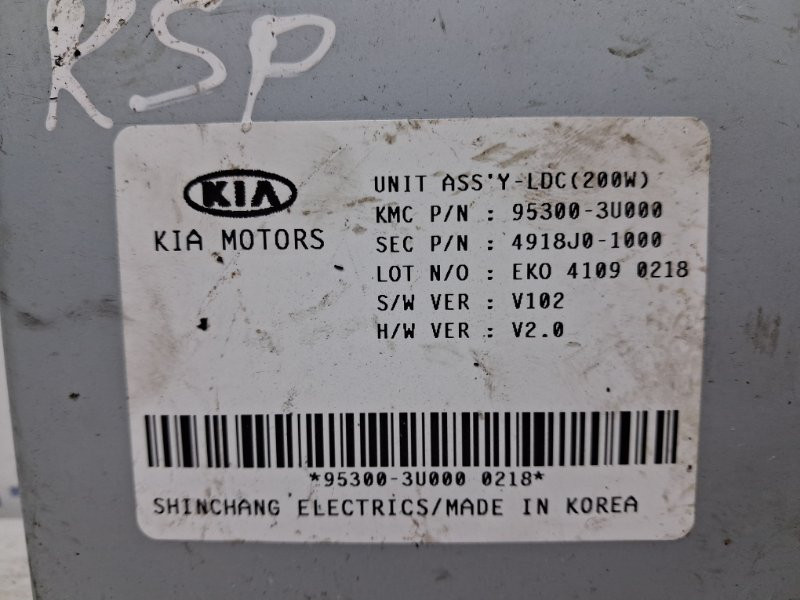 KSP
KIA
KIA MOTORS
UNIT ASS'Y-LDC(200W)
KMC P/N : 95300-3U000
SEC P/N : 4918J0-1000
LOT N/O : EKO 4109 0218
S/W VER : V102
H/W VER : V2.0
*95300-3U000 0218*
SHINCHANG ELECTRICS/MADE IN KOREA